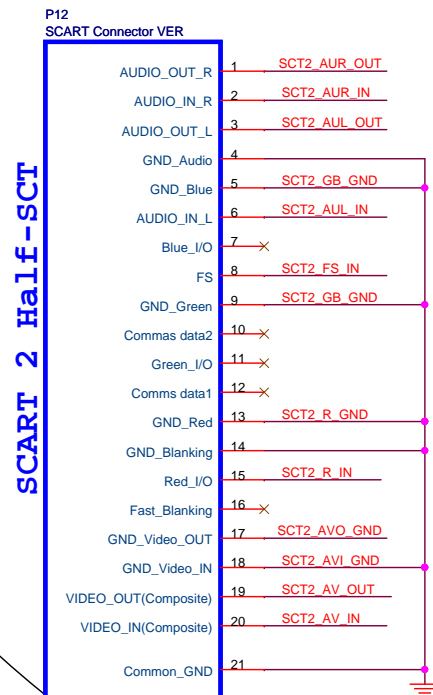 P12
SCART Connector VER
SCART 2 Half-SCT
AUDIO_OUT_R 1 SCT2_AUR_OUT
AUDIO_IN_R 2 SCT2_AUR_IN
AUDIO_OUT_L 3 SCT2_AUL_OUT
GND_Audio 4
GND_Blue 5 SCT2_GB_GND
AUDIO_IN_L 6 SCT2_AUL_IN
Blue_I/O 7
FS 8 SCT2_FS_IN
GND_Green 9 SCT2_GB_GND
Commas data2 10
Green_I/O 11
Comms data1 12
GND_Red 13 SCT2_R_GND
GND_Blanking 14
Red_I/O 15 SCT2_R_IN
Fast_Blanking 16
GND_Video_OUT 17 SCT2_AVO_GND
GND_Video_IN 18 SCT2_AVI_GND
VIDEO_OUT(Composite) 19 SCT2_AV_OUT
VIDEO_IN(Composite) 20 SCT2_AV_IN
Common_GND 21